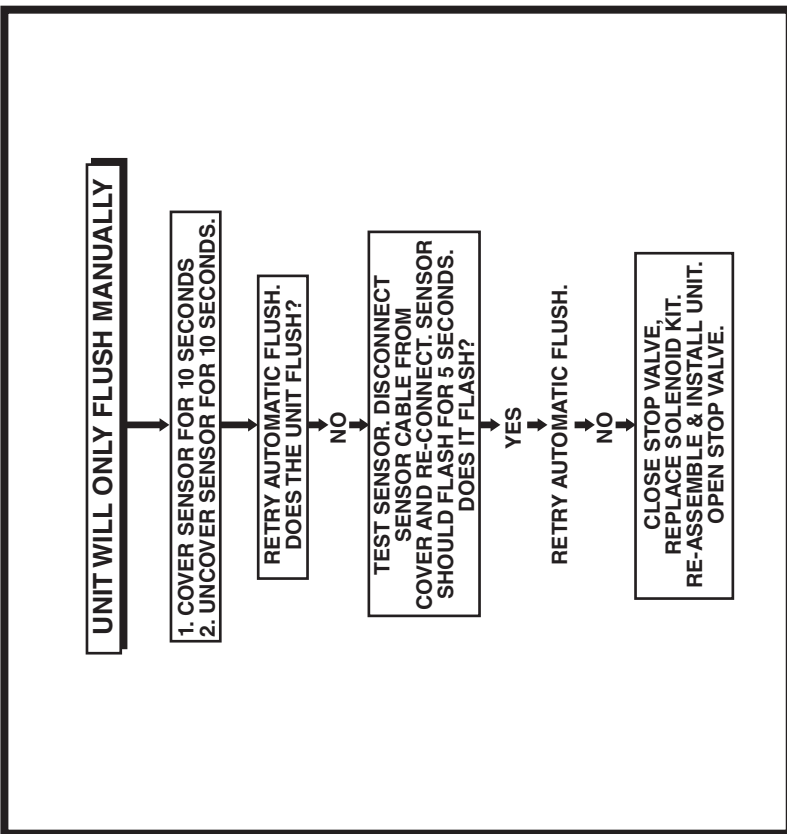 UNIT WILL ONLY FLUSH MANUALLY
1. COVER SENSOR FOR 10 SECONDS
2. UNCOVER SENSOR FOR 10 SECONDS.
RETRY AUTOMATIC FLUSH.
DOES THE UNIT FLUSH?
NO
TEST SENSOR. DISCONNECT
SENSOR CABLE FROM
COVER AND RE-CONNECT. SENSOR
SHOULD FLASH FOR 5 SECONDS.
DOES IT FLASH?
YES
RETRY AUTOMATIC FLUSH.
NO
CLOSE STOP VALVE,
REPLACE SOLENOID KIT.
RE-ASSEMBLE & INSTALL UNIT.
OPEN STOP VALVE.